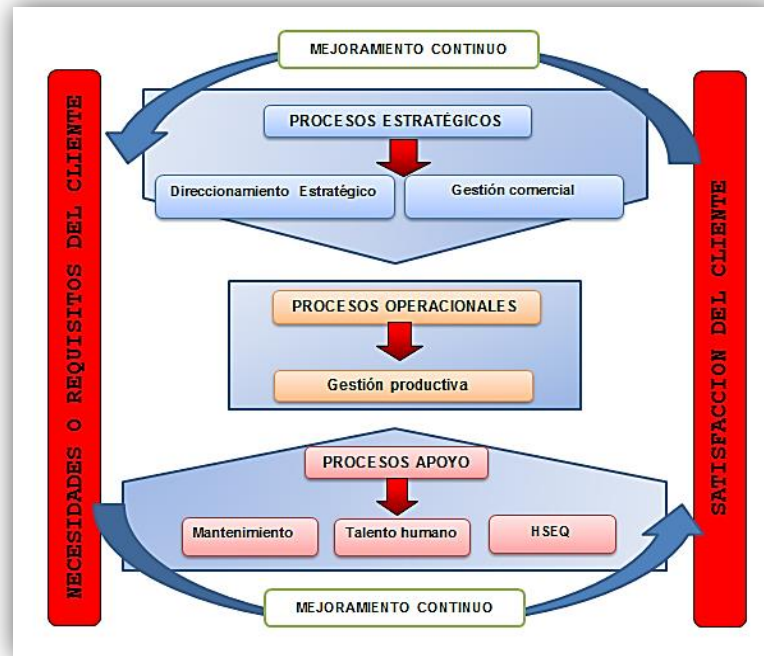 MEJORAMIENTO CONTINUO
NECESIDADES O REQUISITOS DEL CLIENTE
PROCESOS ESTRATÉGICOS
Direccionamiento Estratégico
Gestión comercial
PROCESOS OPERACIONALES
Gestión productiva
PROCESOS APOYO
Mantenimiento
Talento humano
HSEQ
SATISFACCION DEL CLIENTE
MEJORAMIENTO CONTINUO